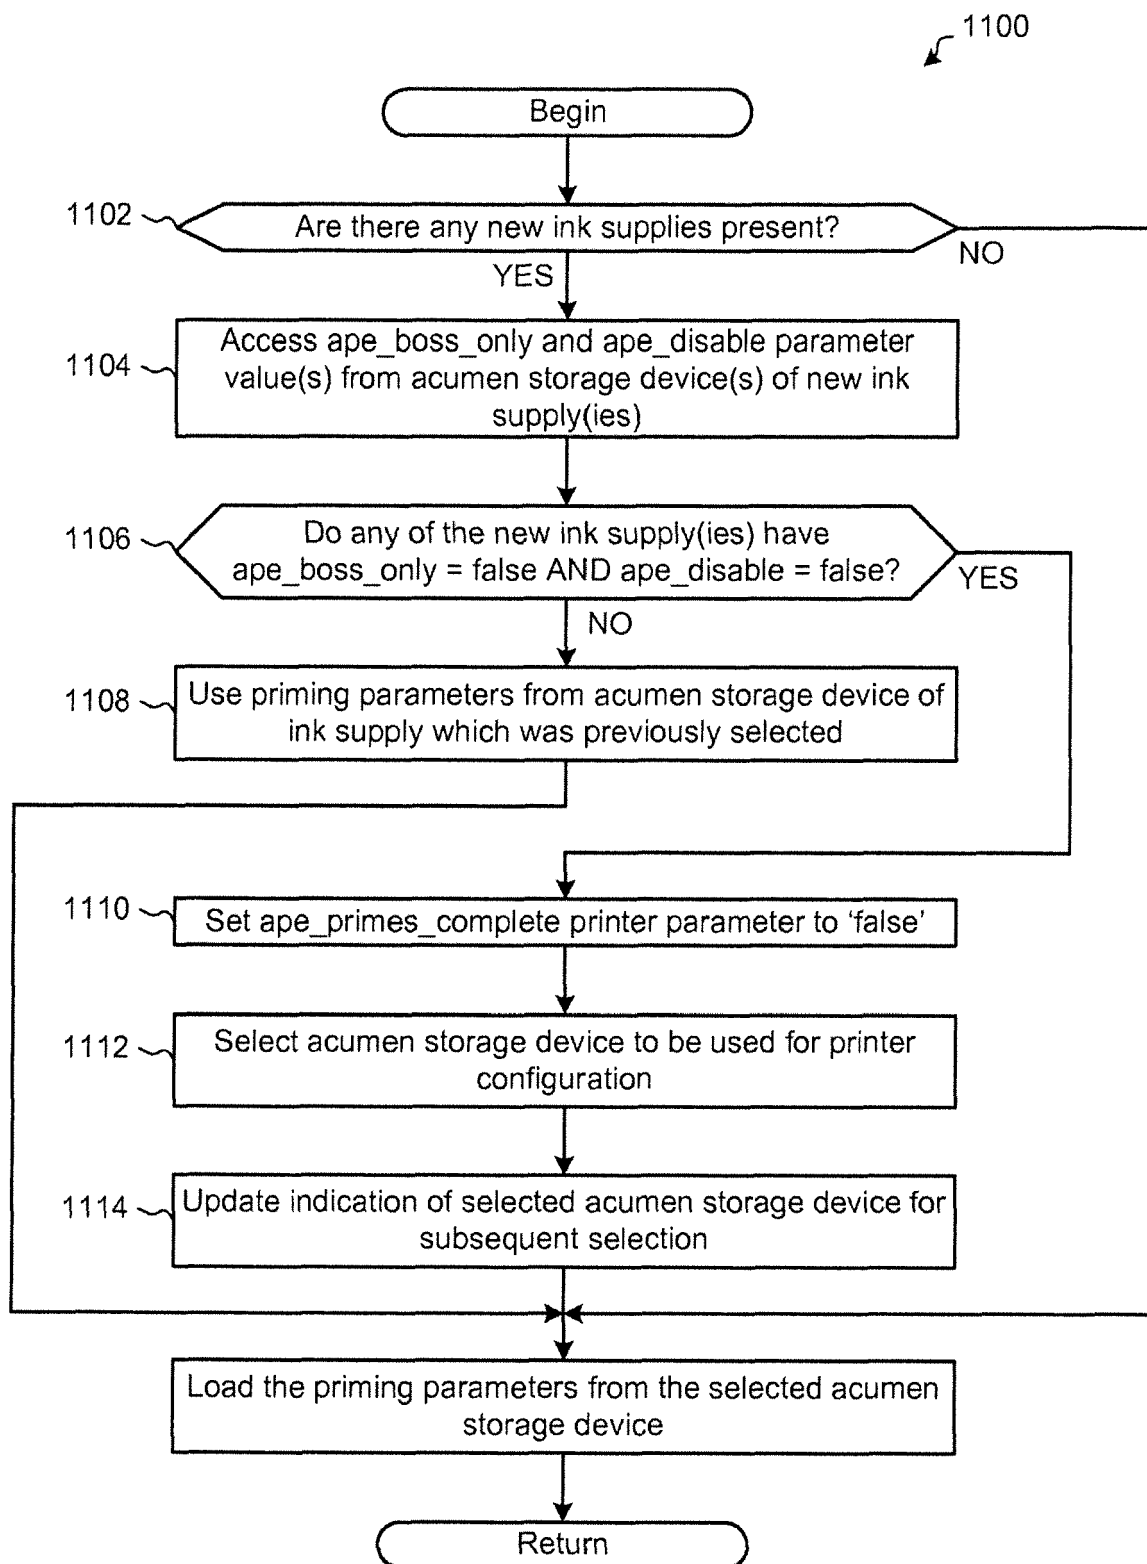 1100
Begin
1102
Are there any new ink supplies present?
NO
YES
1104
Access ape_boss_only and ape_disable parameter
value(s) from acumen storage device(s) of new ink
supply(ies)
1106
Do any of the new ink supply(ies) have
ape_boss_only = false AND ape_disable = false?
YES
NO
1108
Use priming parameters from acumen storage device of
ink supply which was previously selected
1110
Set ape_primes_complete printer parameter to 'false'
1112
Select acumen storage device to be used for printer
configuration
1114
Update indication of selected acumen storage device for
subsequent selection
Load the priming parameters from the selected acumen
storage device
Return